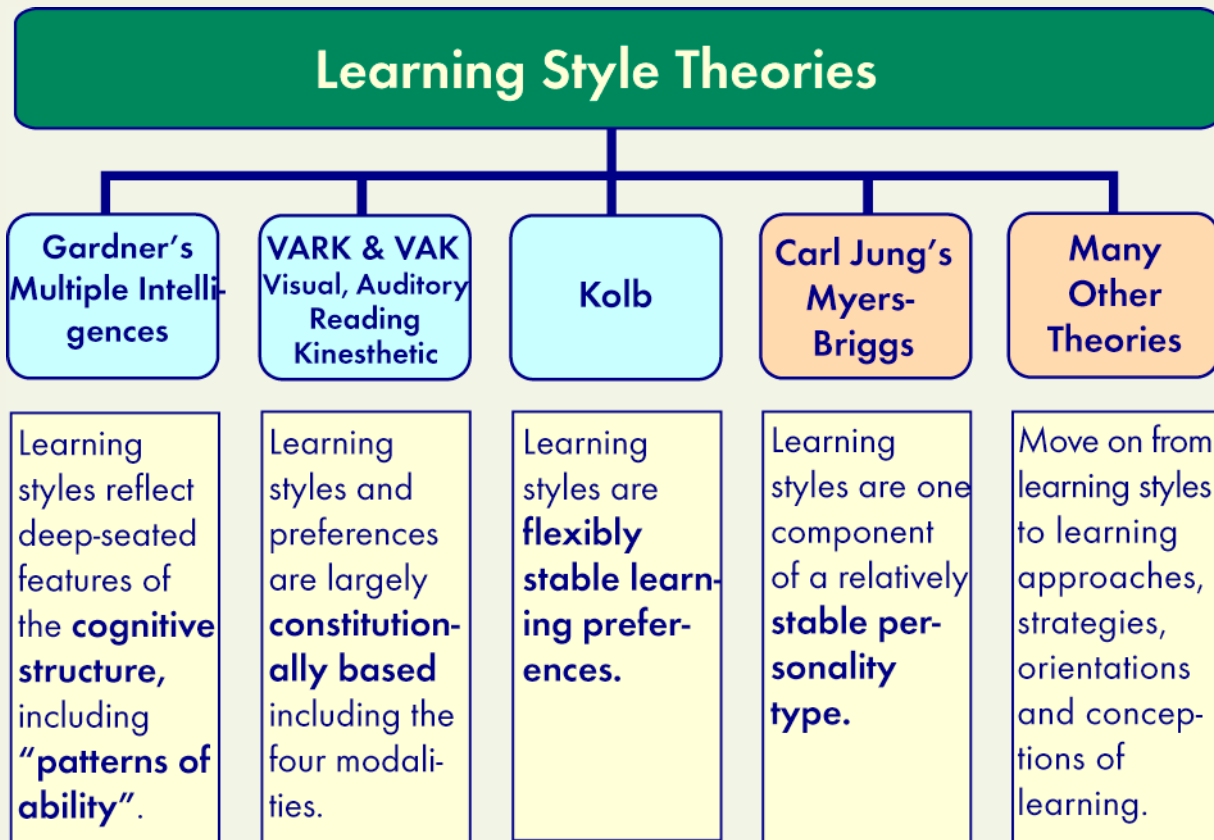 Learning Style Theories
Gardner's
Multiple Intelli-
gences
VARK & VAK
Visual, Auditory
Reading
Kinesthetic
Kolb
Carl Jung's
Myers-
Briggs
Many
Other
Theories
Learning
styles reflect
deep-seated
features of
the cognitive
structure,
including
“patterns of
ability”.
Learning
styles and
preferences
are largely
constitution-
ally based
including the
four modali-
ties.
Learning
styles are
flexibly
stable learn-
ing prefer-
ences.
Learning
styles are one
component
of a relatively
stable per-
sonality
type.
Move on from
learning styles
to learning
approaches,
strategies,
orientations
and concep-
tions of
learning.